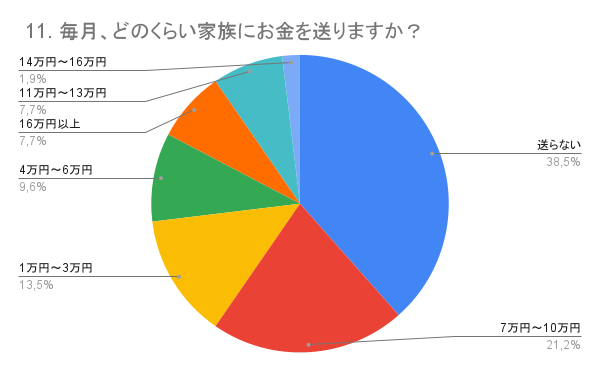 11. 毎月、どのくらい家族にお金を送りますか？
14万円〜16万円
1,9%
11万円〜13万円
7,7%
16万円以上
7,7%
4万円〜6万円
9,6%
1万円〜3万円
13,5%
送らない
38,5%
7万円〜10万円
21,2%